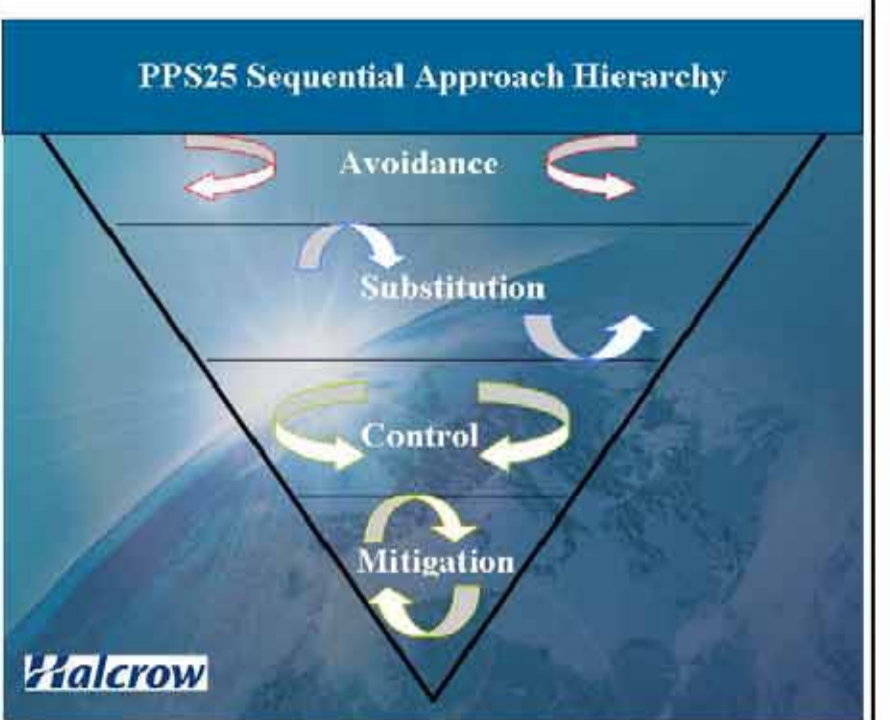 PPS25 Sequential Approach Hierarchy
Avoidance
Substitution
Control
Mitigation
Halcrow